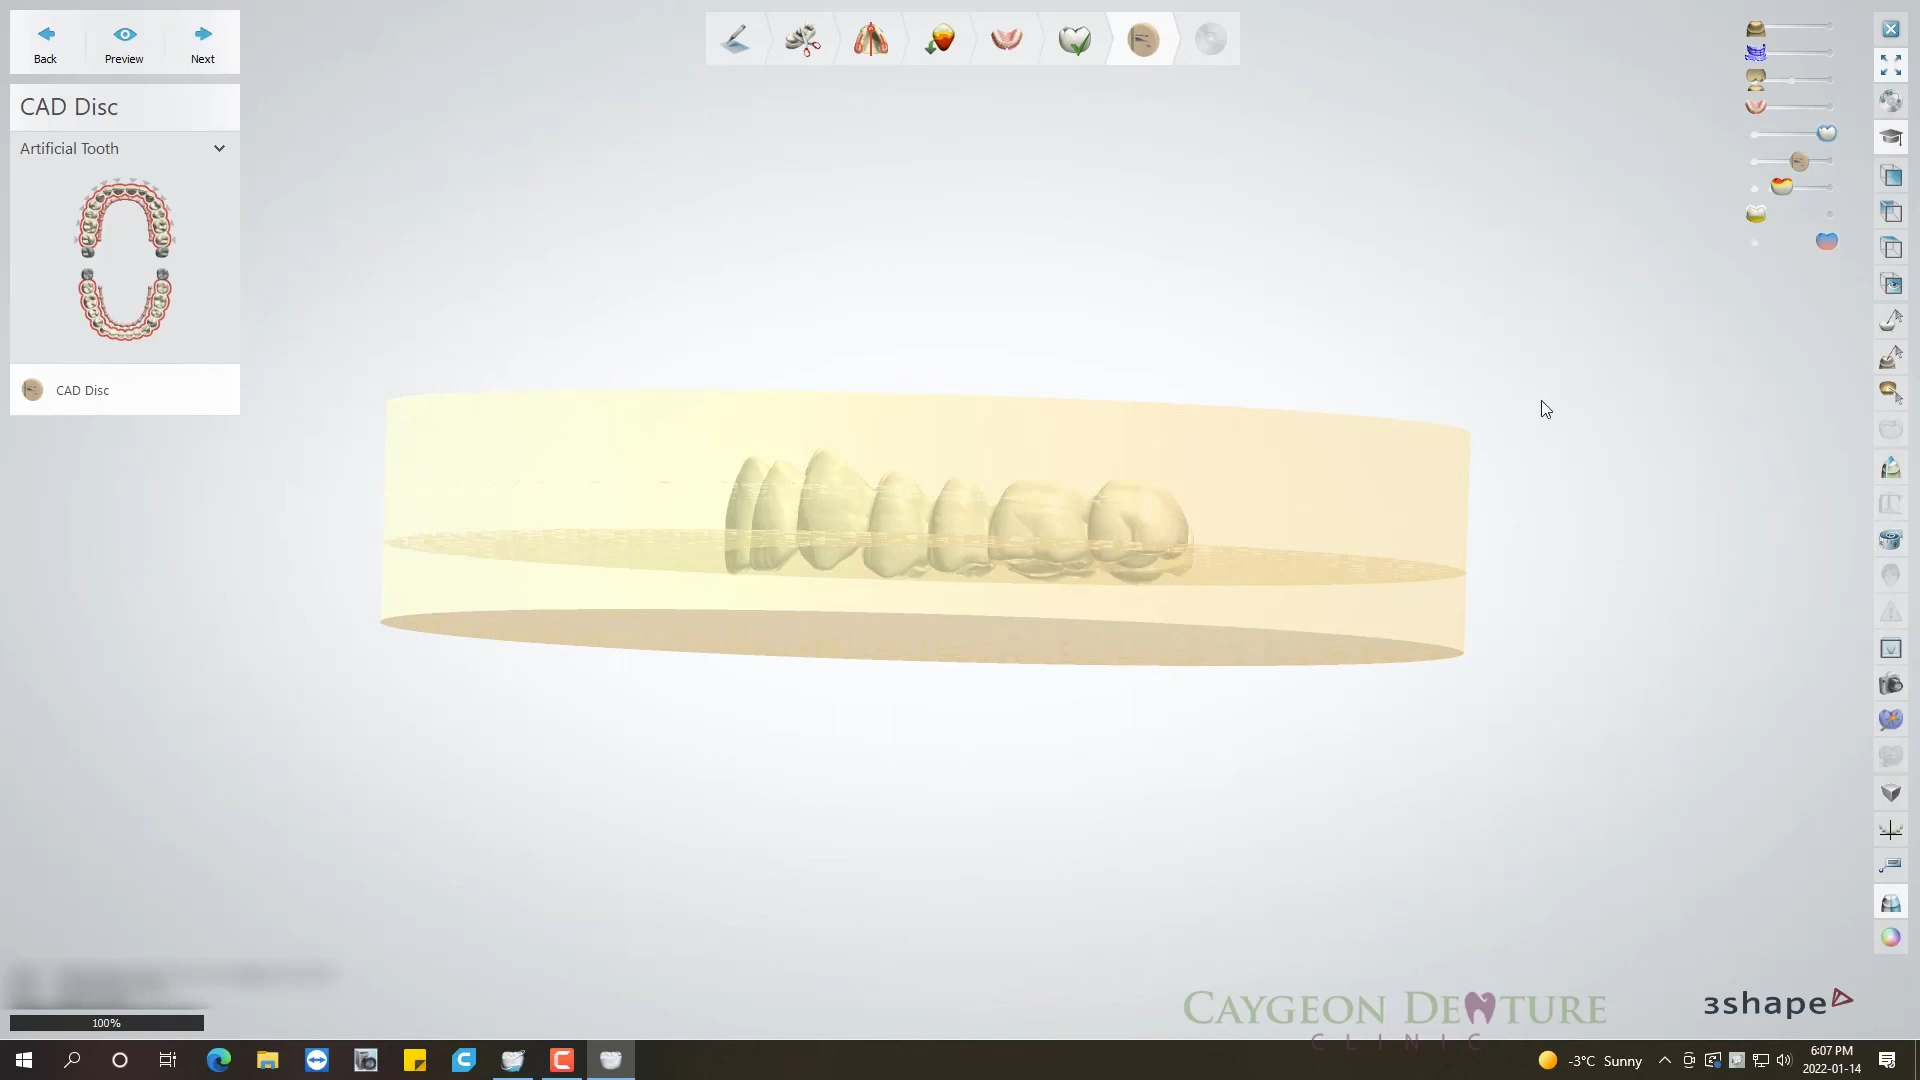 Back
Preview
Next
CAD Disc
Artificial Tooth
CAD Disc
100%
CAYGEON DENTURE
CLINIC
3shape
-3°C Sunny
6:07 PM
2022-01-14